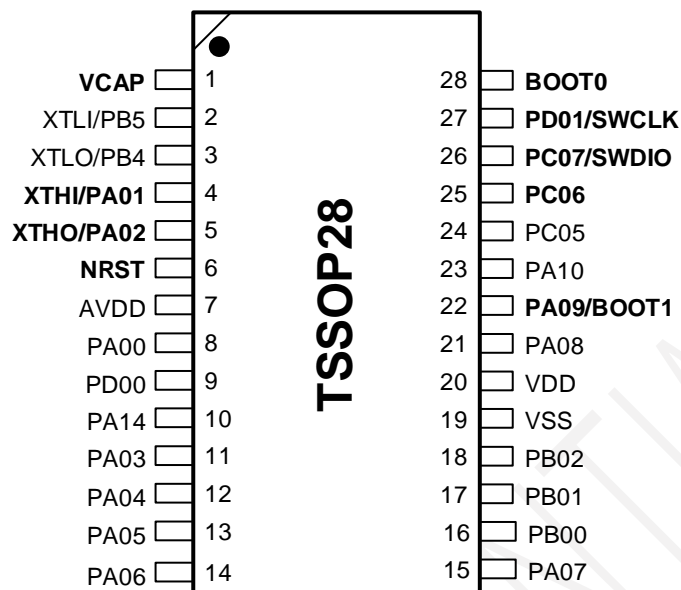 VCAP 1 28 BOOT0
XTLI/PB5 2 27 PD01/SWCLK
XTLO/PB4 3 26 PC07/SWDIO
XTHI/PA01 4 25 PC06
XTHO/PA02 5 24 PC05
NRST 6 23 PA10
AVDD 7 22 PA09/BOOT1
PA00 8 21 PA08
PD00 9 20 VDD
PA14 10 19 VSS
PA03 11 18 PB02
PA04 12 17 PB01
PA05 13 16 PB00
PA06 14 15 PA07
TSSOP28